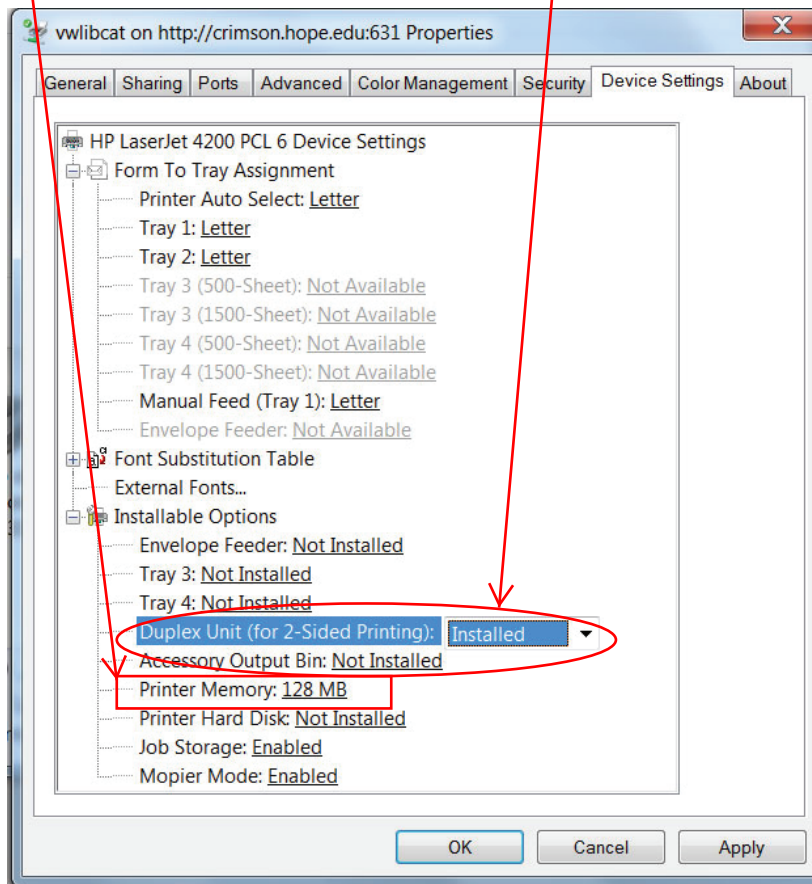 vwlibcat on http://crimson.hope.edu:631 Properties
General Sharing Ports Advanced Color Management Security Device Settings About
HP LaserJet 4200 PCL 6 Device Settings
Form To Tray Assignment
Printer Auto Select: Letter
Tray 1: Letter
Tray 2: Letter
Tray 3 (500-Sheet): Not Available
Tray 3 (1500-Sheet): Not Available
Tray 4 (500-Sheet): Not Available
Tray 4 (1500-Sheet): Not Available
Manual Feed (Tray 1): Letter
Envelope Feeder: Not Available
Font Substitution Table
External Fonts...
Installable Options
Envelope Feeder: Not Installed
Tray 3: Not Installed
Tray 4: Not Installed
Duplex Unit (for 2-Sided Printing): Installed
Accessory Output Bin: Not Installed
Printer Memory: 128 MB
Printer Hard Disk: Not Installed
Job Storage: Enabled
Mopier Mode: Enabled
OK Cancel Apply